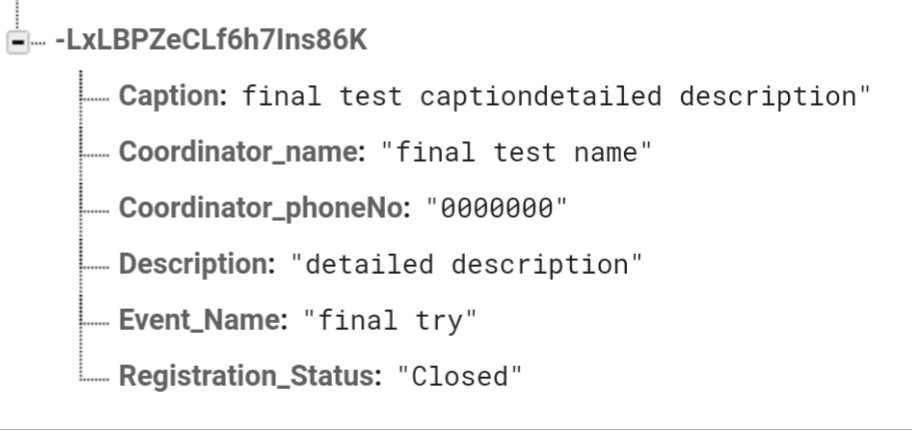 -LxLBPZeCLf6h7Ins86K
Caption: final test captiondetailed description"
Coordinator_name: "final test name"
Coordinator_phoneNo: "0000000"
Description: "detailed description"
Event_Name: "final try"
Registration_Status: "Closed"